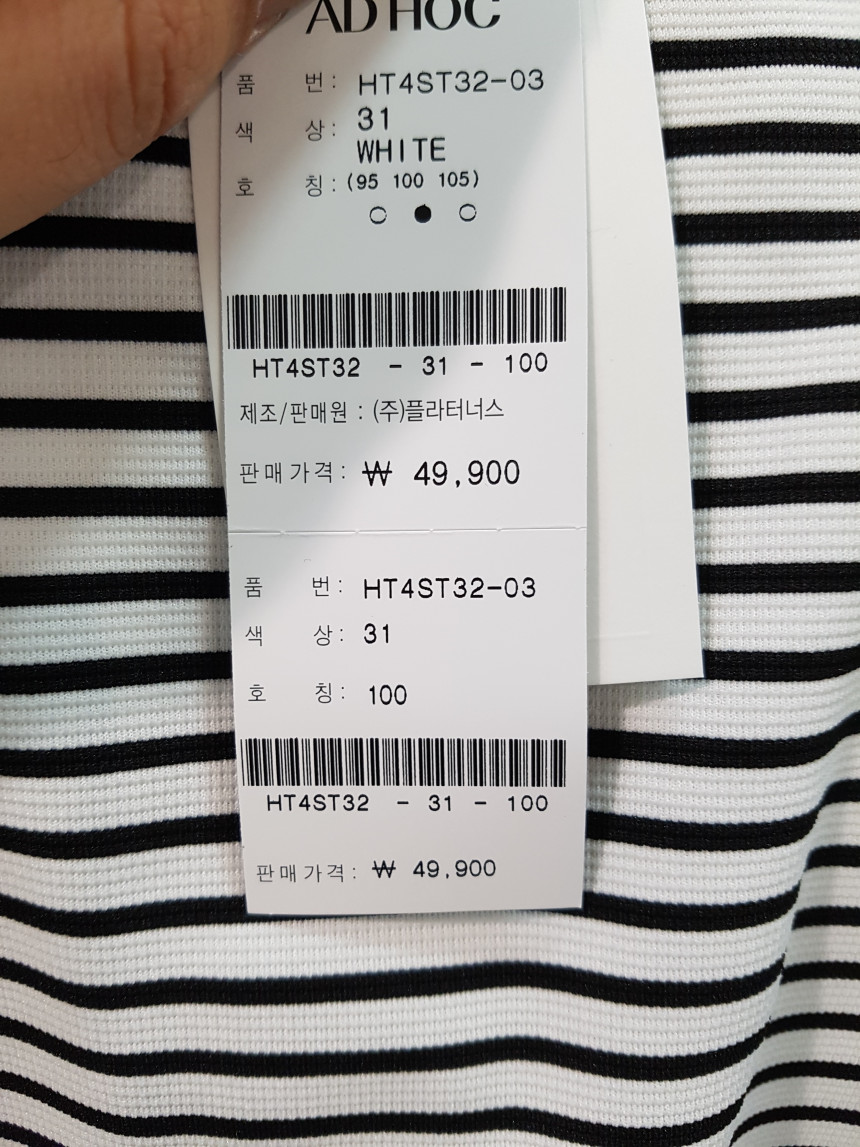 AD HOC
품 번: HT4ST32-03
색 상: 31
WHITE
호 칭: (95 100 105)
HT4ST32 - 31 - 100
제조/판매원 : (주)플라터너스
판매가격: ₩ 49,900
품 번: HT4ST32-03
색 상: 31
호 칭: 100
HT4ST32 - 31 - 100
판매가격: ₩ 49,900